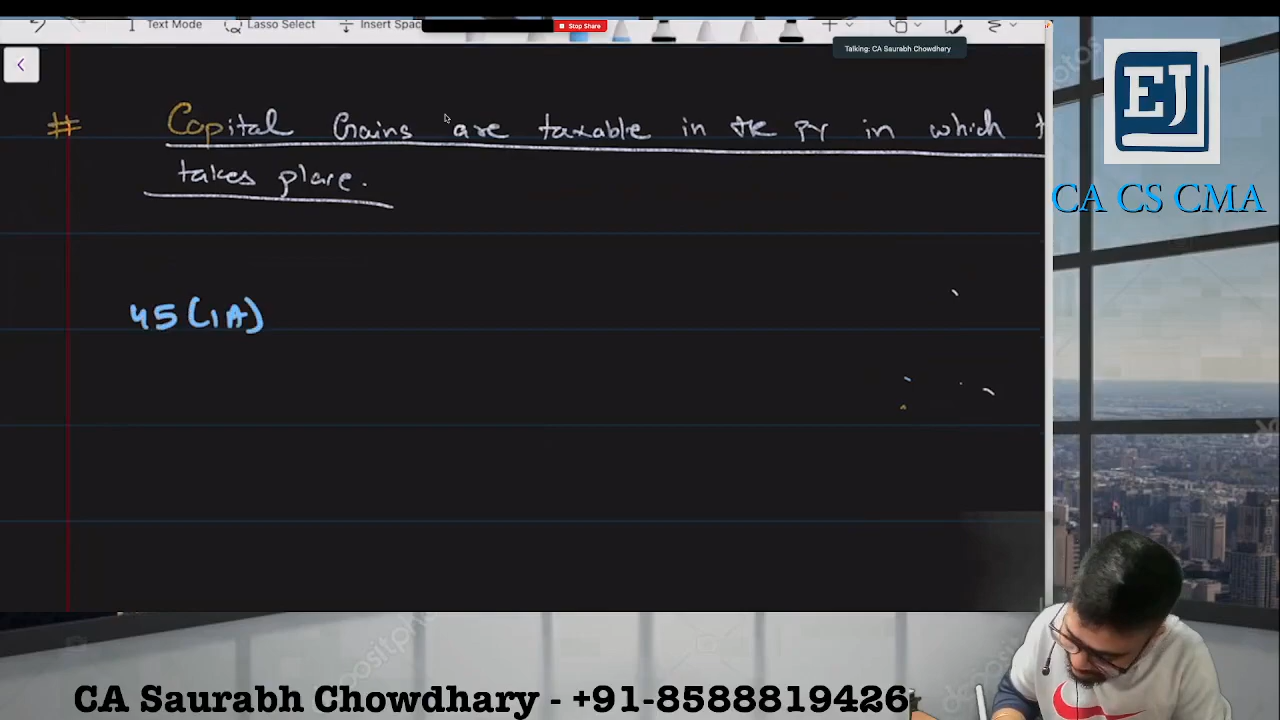 Text Mode Lasso Select Insert Spac
Stop Share
Talking: CA Saurabh Chowdhary
EJ
CA CS CMA
# Capital Gains are taxable in the PY in which
takes place.
45(1A)
CA Saurabh Chowdhary - +91-8588819426